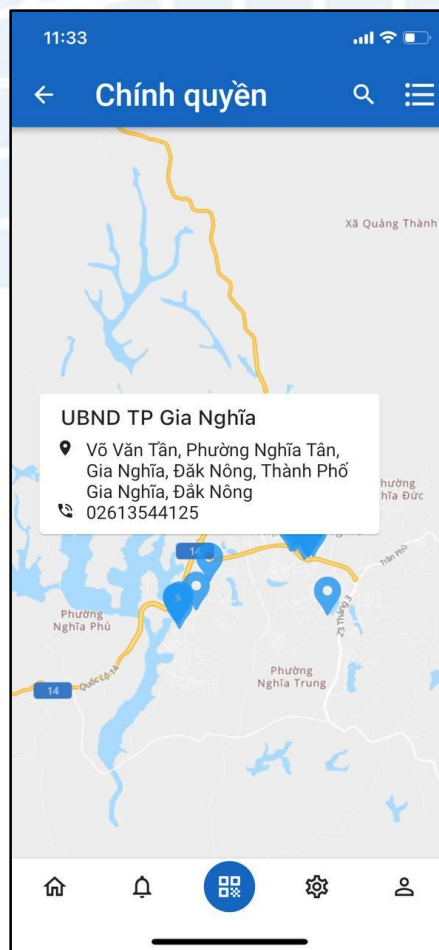 11:33
Chính quyền
Xã Quảng Thành
UBND TP Gia Nghĩa
Võ Văn Tần, Phường Nghĩa Tân,
Gia Nghĩa, Đăk Nông, Thành Phố
Gia Nghĩa, Đắk Nông
02613544125
hường
hĩa Đức
14
Trần Phú
Phường
Nghĩa Phú
23 Tháng 3
Phường
Nghĩa Trung
14
Quốc Lộ 14